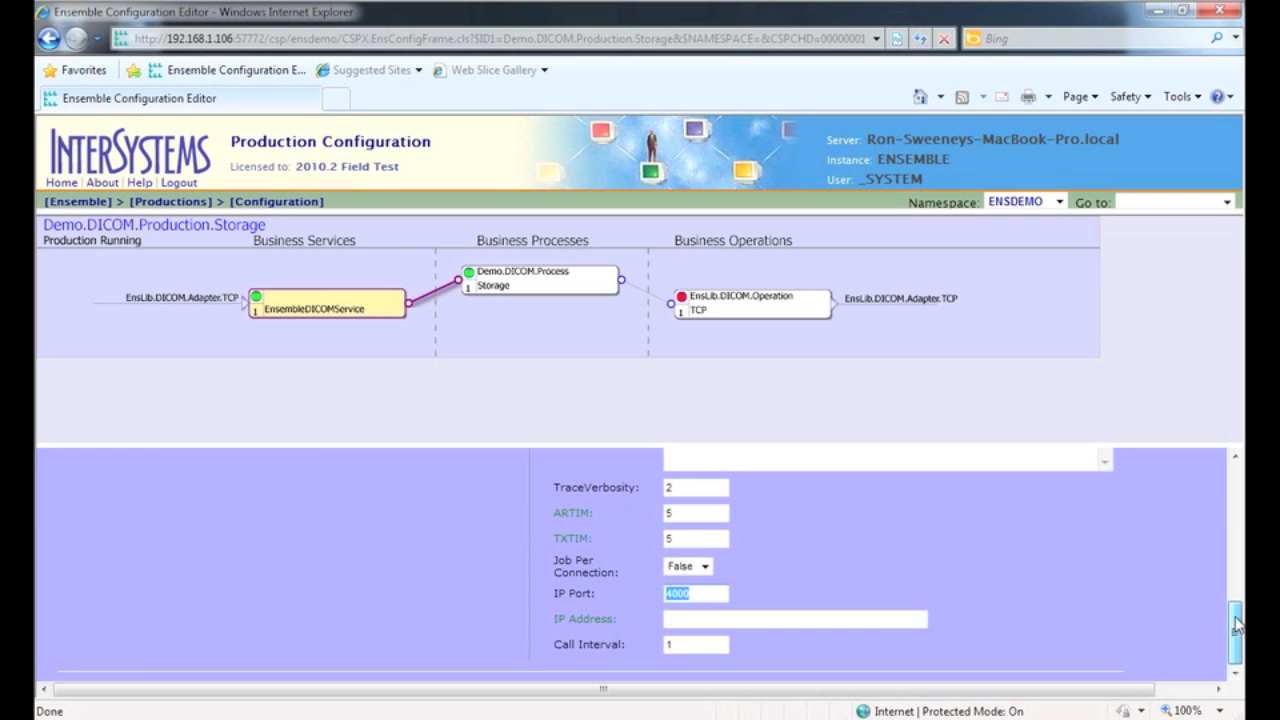 Ensemble Configuration Editor - Windows Internet Explorer
http://192.168.1.106:57772/csp/ensdemo/CSPX.EnsConfigFrame.cls?$ID1=Demo.DICOM.Production.Storage&$NAMESPACE=&CSPCHD=00000001
Bing
Favorites
Ensemble Configuration E...
Suggested Sites
Web Slice Gallery
Ensemble Configuration Editor
Page
Safety
Tools
INTERSYSTEMS
Production Configuration
Licensed to: 2010.2 Field Test
Server: Ron-Sweeneys-MacBook-Pro.local
Instance: ENSEMBLE
User: _SYSTEM
Home | About | Help | Logout
[Ensemble] > [Productions] > [Configuration]
Namespace: ENSDEMO
Go to:
Demo.DICOM.Production.Storage
Production Running
Business Services
Business Processes
Business Operations
EnsLib.DICOM.Adapter.TCP
1 EnsembleDICOMService
Demo.DICOM.Process
1 Storage
EnsLib.DICOM.Operation
1 TCP
EnsLib.DICOM.Adapter.TCP
TraceVerbosity: 2
ARTIM: 5
TXTIM: 5
Job Per
Connection: False
IP Port: 4000
IP Address:
Call Interval: 1
Done
Internet | Protected Mode: On
100%